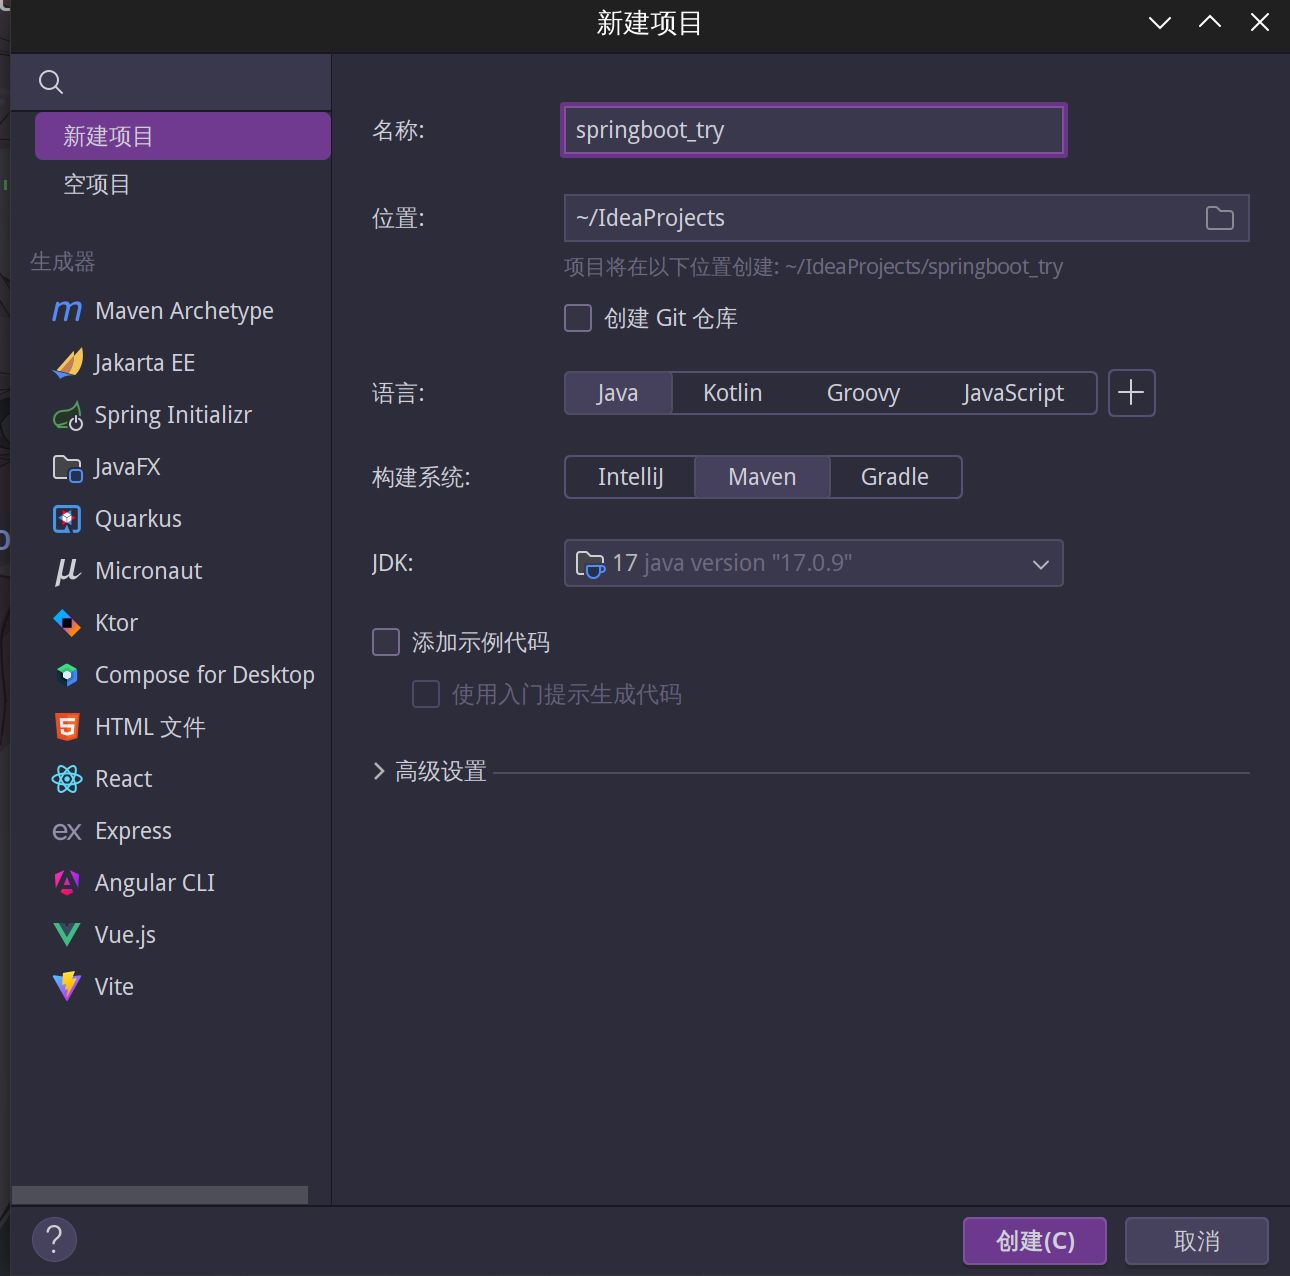 新建项目
新建项目
空项目
生成器
Maven Archetype
Jakarta EE
Spring Initializr
JavaFX
Quarkus
Micronaut
Ktor
Compose for Desktop
HTML 文件
React
Express
Angular CLI
Vue.js
Vite
名称: springboot_try
位置: ~/IdeaProjects
项目将在以下位置创建: ~/IdeaProjects/springboot_try
创建 Git 仓库
语言: Java Kotlin Groovy JavaScript
构建系统: IntelliJ Maven Gradle
JDK: 17 java version "17.0.9"
添加示例代码
使用入门提示生成代码
高级设置
? 创建(C) 取消